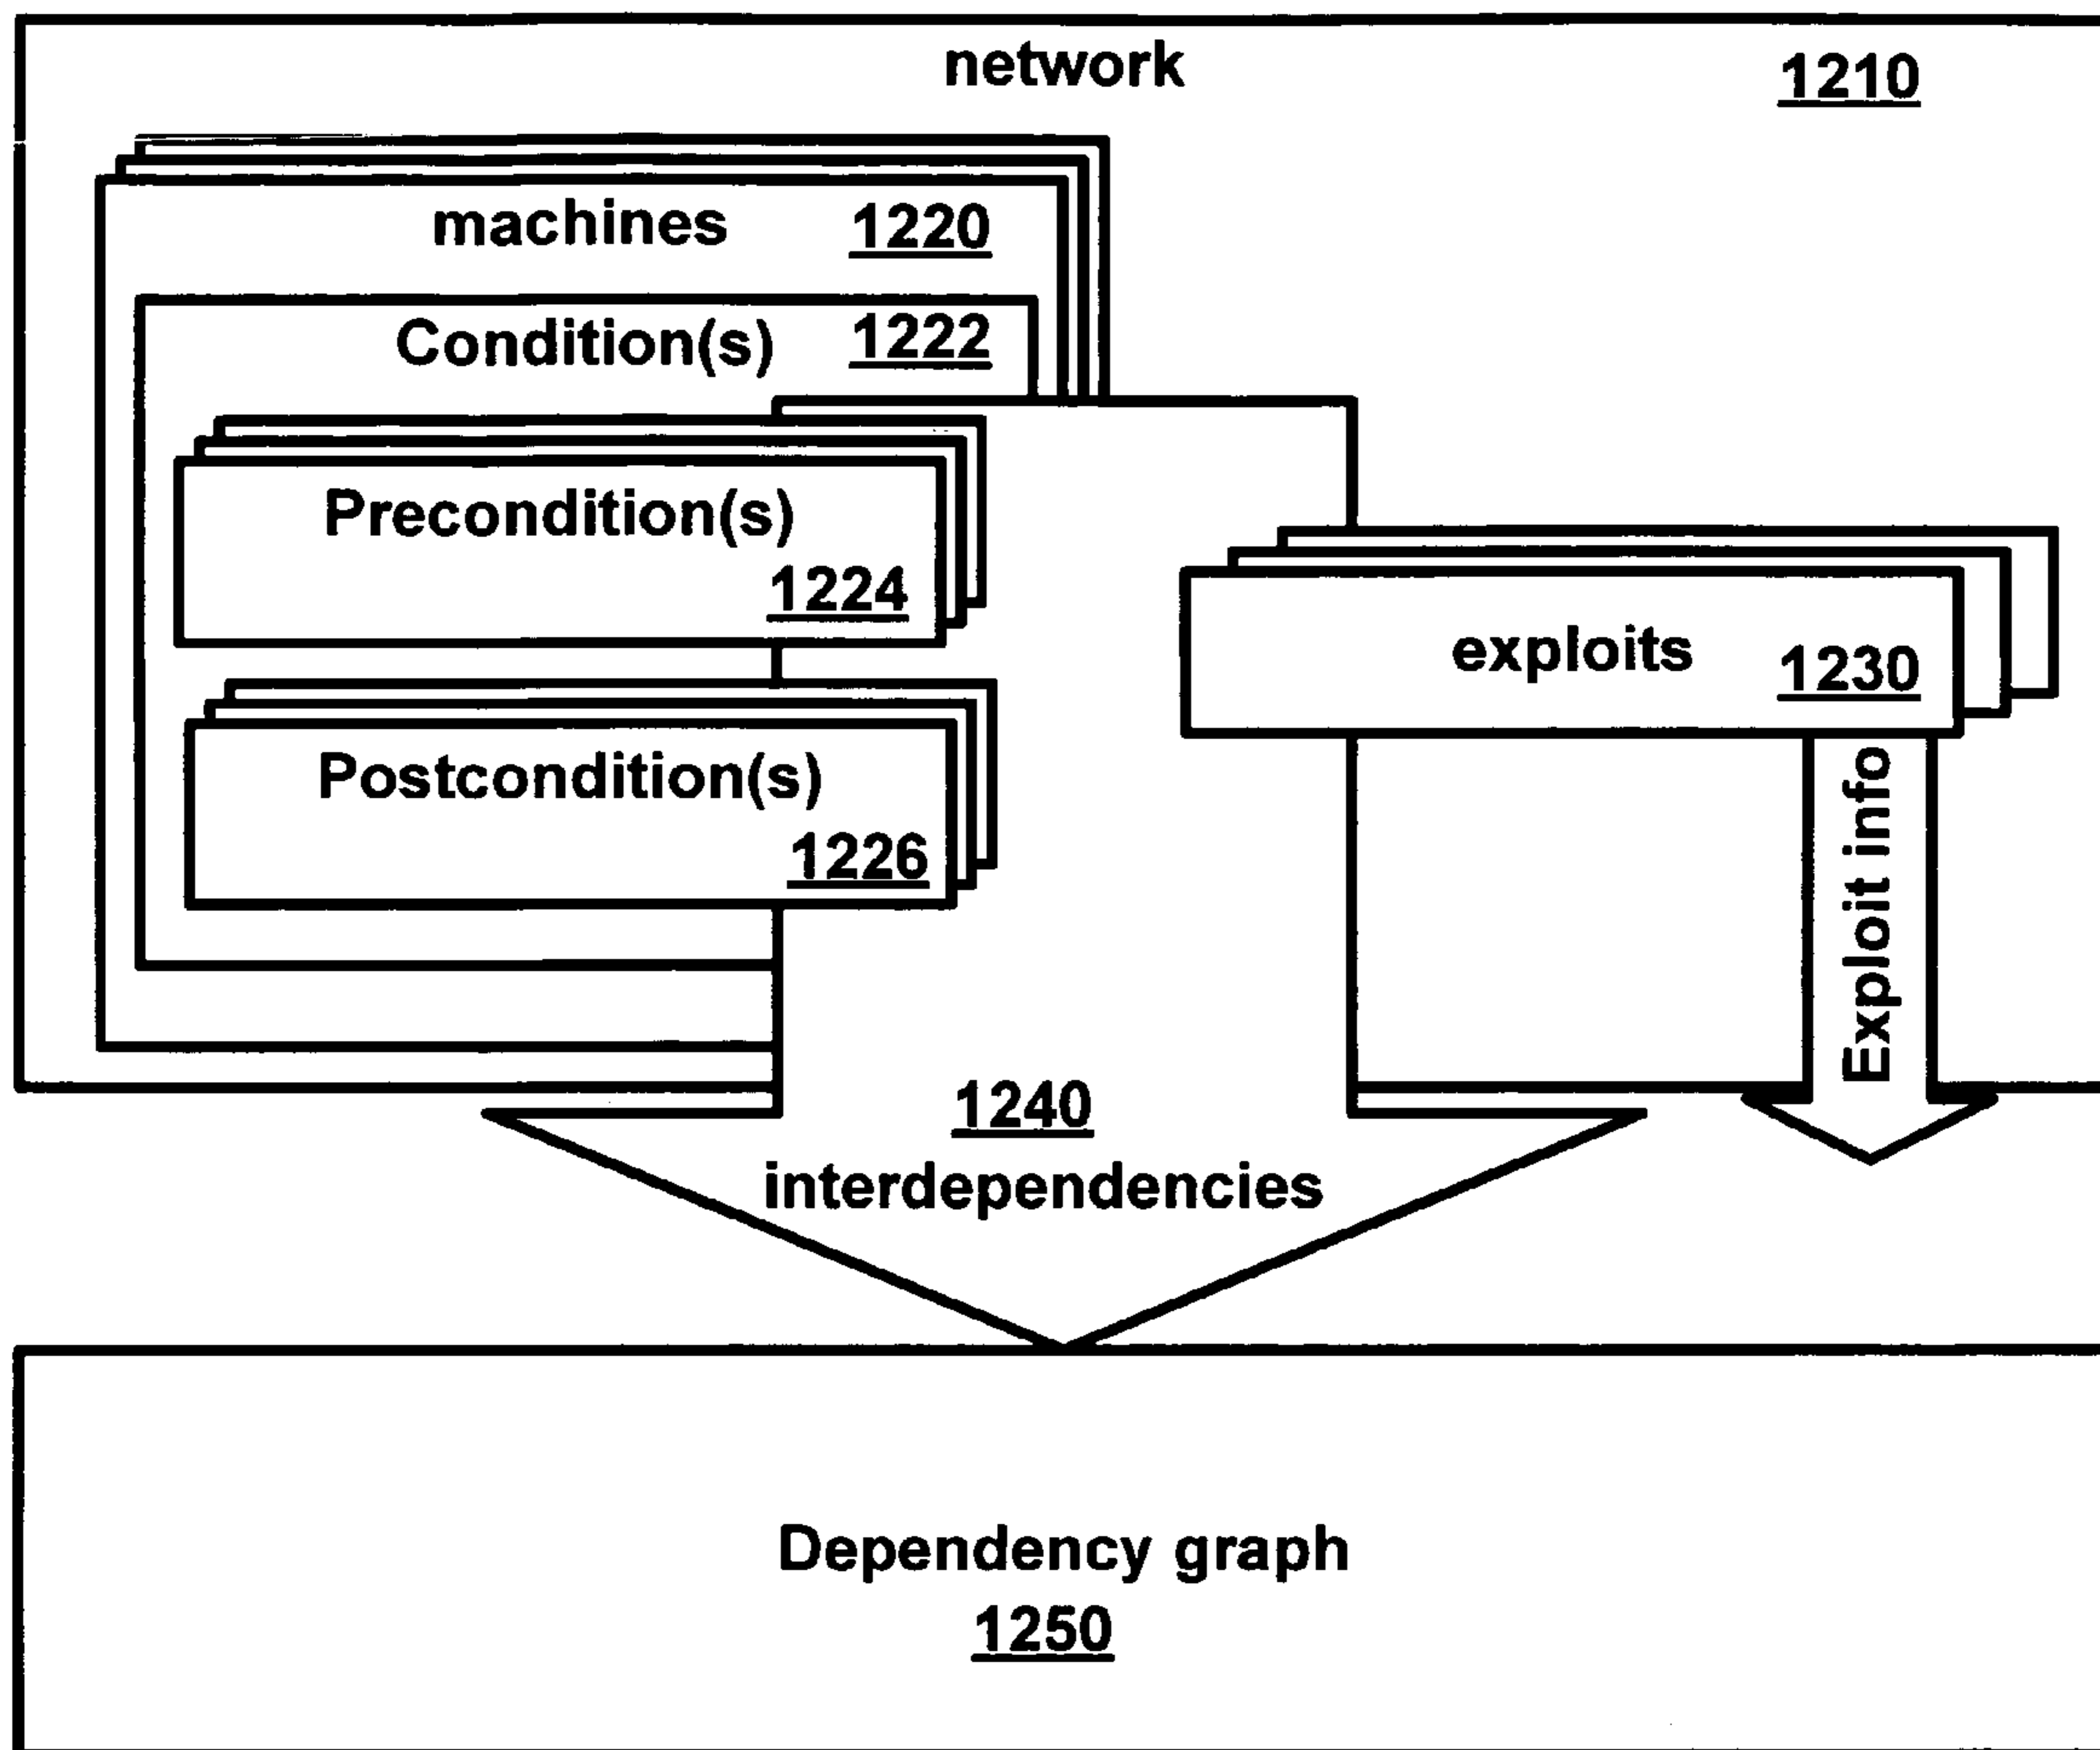 network 1210
machines 1220
Condition(s) 1222
Precondition(s)
1224
exploits 1230
Postcondition(s)
1226
Exploit info
1240
interdependencies
Dependency graph
1250